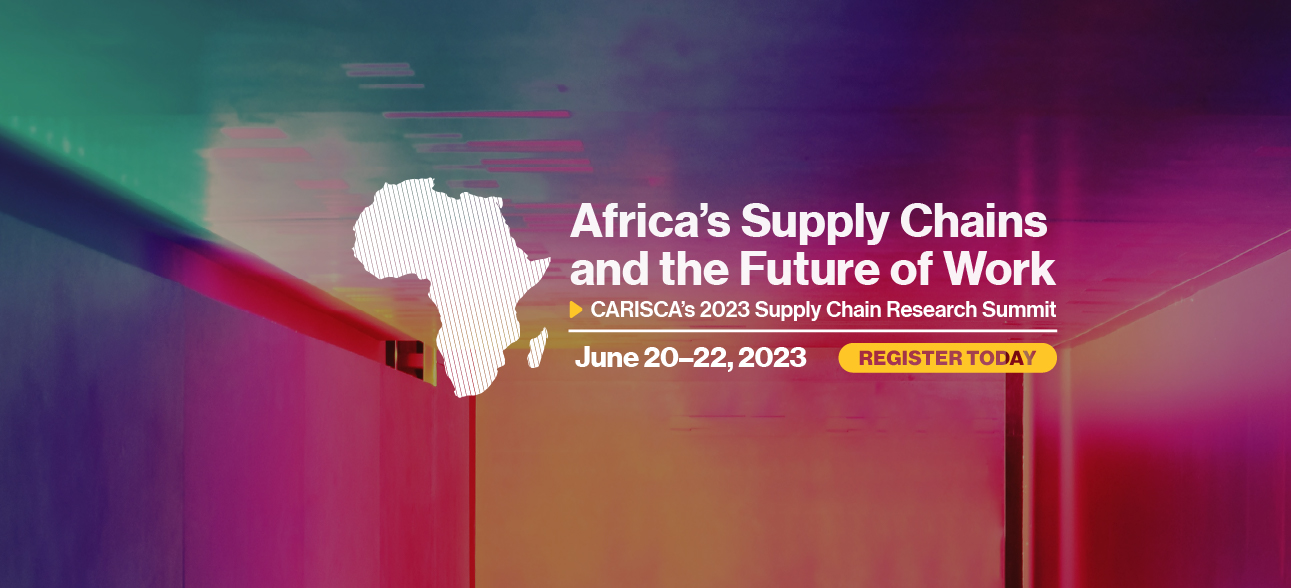 Africa’s Supply Chains
and the Future of Work
CARISCA’s 2023 Supply Chain Research Summit
June 20–22, 2023
REGISTER TODAY